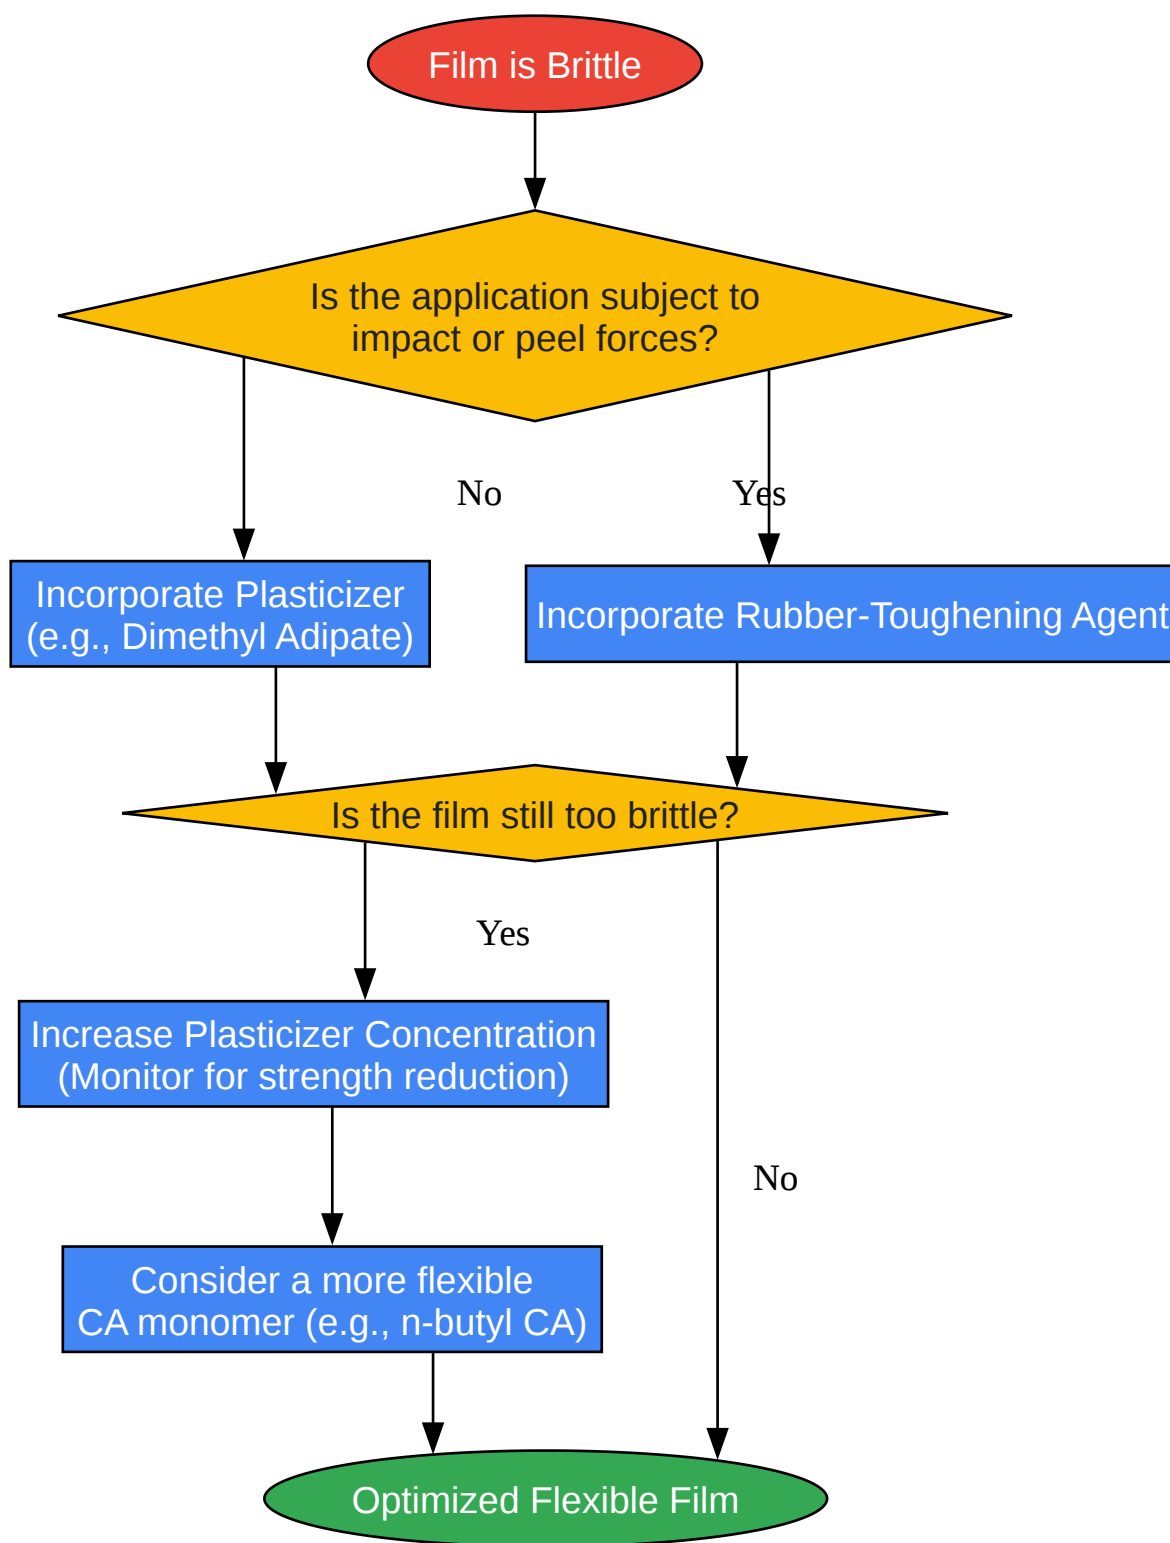 Film is Brittle
Is the application subject to
impact or peel forces?
No
Yes
Incorporate Plasticizer
(e.g., Dimethyl Adipate)
Incorporate Rubber-Toughening Agent
Is the film still too brittle?
Yes
Increase Plasticizer Concentration
(Monitor for strength reduction)
No
Consider a more flexible
CA monomer (e.g., n-butyl CA)
Optimized Flexible Film